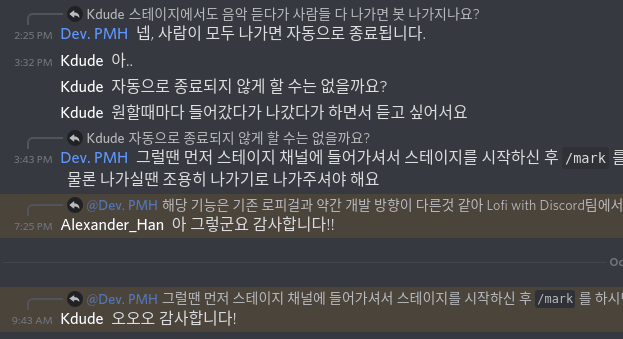 Kdude 스테이지에서도 음악 듣다가 사람들 다 나가면 봇 나가지나요?
2:25 PM Dev. PMH 넵, 사람이 모두 나가면 자동으로 종료됩니다.
3:32 PM Kdude 아..
Kdude 자동으로 종료되지 않게 할 수는 없을까요?
Kdude 원할때마다 들어갔다가 나갔다가 하면서 듣고 싶어서요
Kdude 자동으로 종료되지 않게 할 수는 없을까요?
3:43 PM Dev. PMH 그럴땐 먼저 스테이지 채널에 들어가셔서 스테이지를 시작하신 후 /mark 를
물론 나가실땐 조용히 나가기로 나가주셔야 해요
@Dev. PMH 해당 기능은 기존 로피걸과 약간 개발 방향이 다른것 같아 Lofi with Discord팀에서
7:25 PM Alexander_Han 아 그렇군요 감사합니다!!
Oc
@Dev. PMH 그럴땐 먼저 스테이지 채널에 들어가셔서 스테이지를 시작하신 후 /mark 를 하시면
9:43 AM Kdude 오오오 감사합니다!